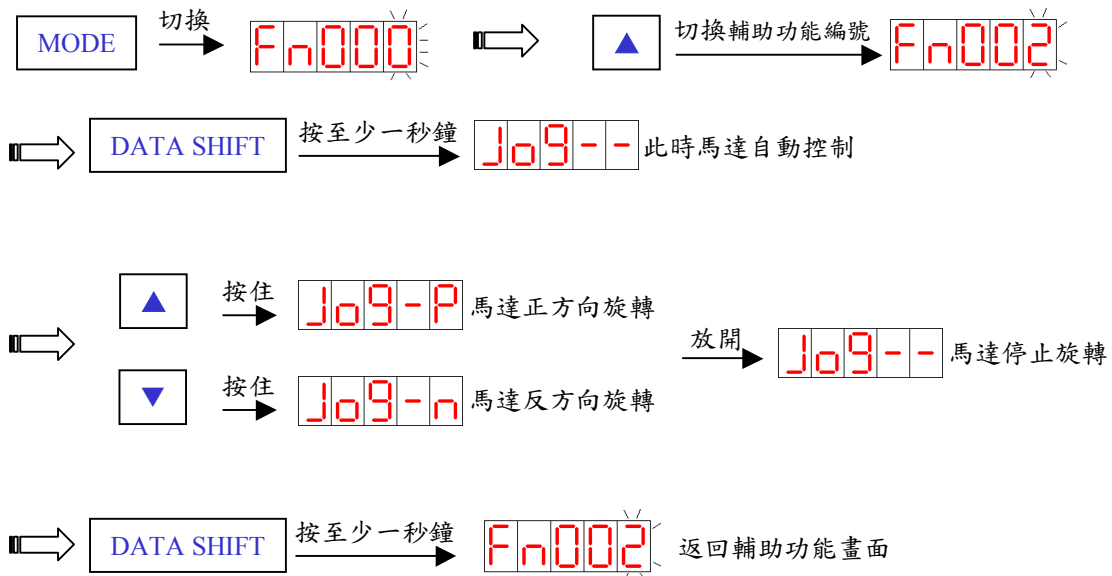 MODE 切換 Fn000 ▲ 切換輔助功能編號 Fn002
DATA SHIFT 按至少一秒鐘 Jog-- 此時馬達自動控制
▲ 按住 Jog-P 馬達正方向旋轉
放開 Jog-- 馬達停止旋轉
▼ 按住 Jog-n 馬達反方向旋轉
DATA SHIFT 按至少一秒鐘 Fn002 返回輔助功能畫面